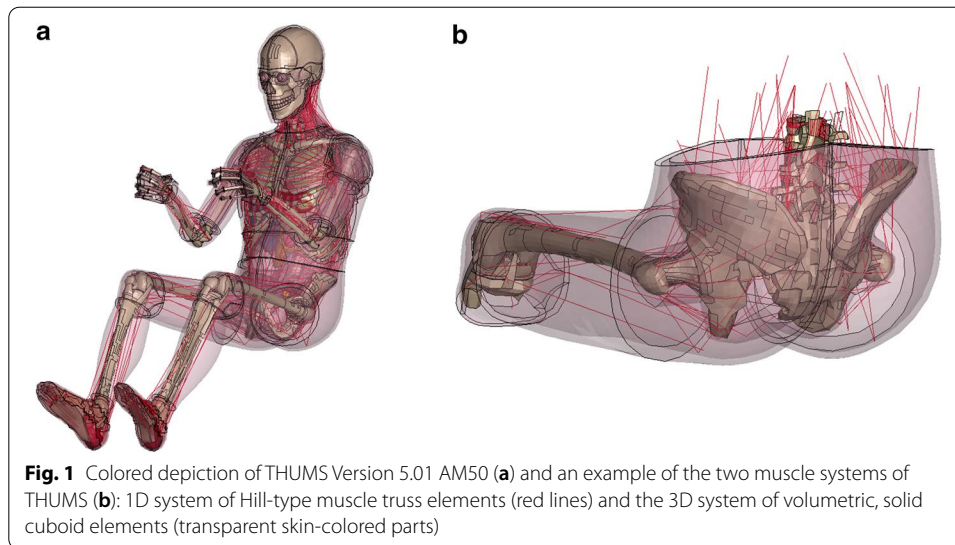 a
b
Fig. 1 Colored depiction of THUMS Version 5.01 AM50 (a) and an example of the two muscle systems of
THUMS (b): 1D system of Hill-type muscle truss elements (red lines) and the 3D system of volumetric, solid
cuboid elements (transparent skin-colored parts)